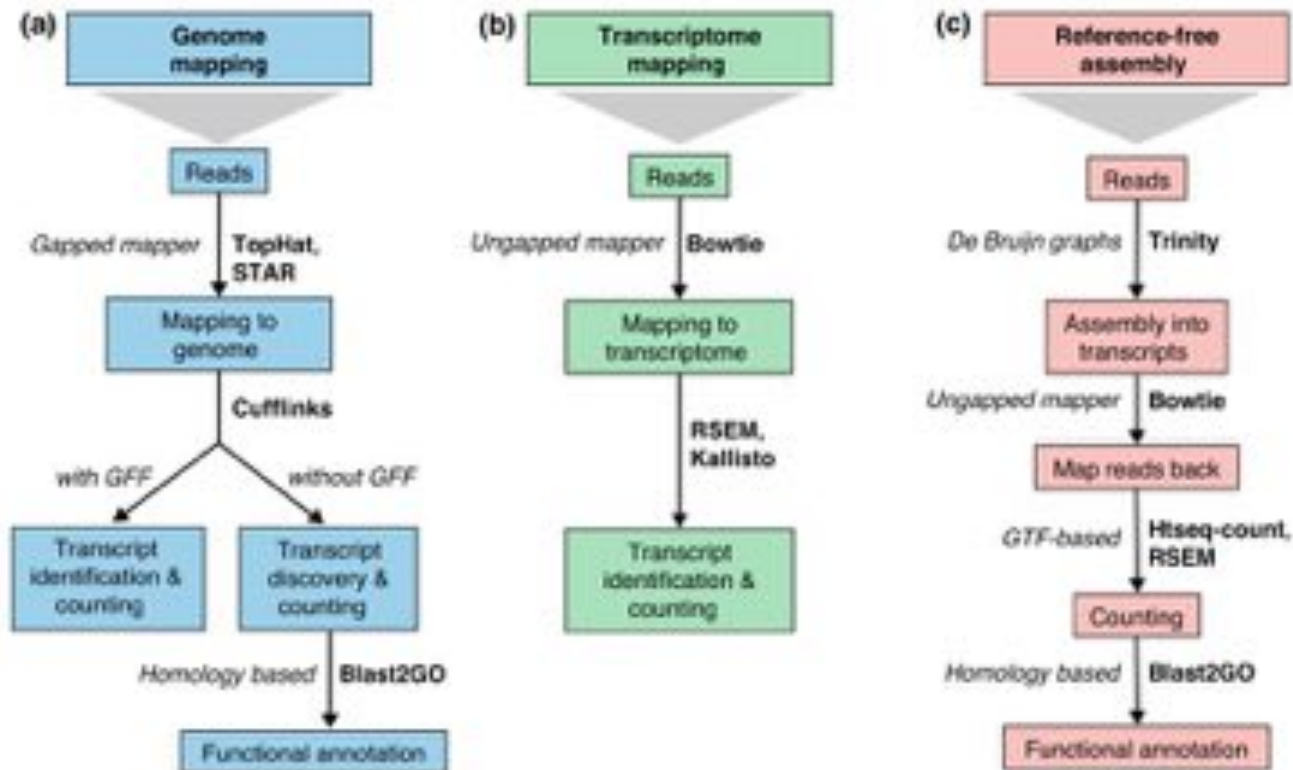 (a)
Genome
mapping
Reads
Gapped mapper
TopHat,
STAR
Mapping to
genome
Cufflinks
with GFF
without GFF
Transcript
identification &
counting
Transcript
discovery &
counting
Homology based
Blast2GO
Functional annotation
(b)
Transcriptome
mapping
Reads
Ungapped mapper
Bowtie
Mapping to
transcriptome
RSEM,
Kallisto
Transcript
identification &
counting
(c)
Reference-free
assembly
Reads
De Bruijn graphs
Trinity
Assembly into
transcripts
Ungapped mapper
Bowtie
Map reads back
GTF-based
Htseq-count,
RSEM
Counting
Homology based
Blast2GO
Functional annotation